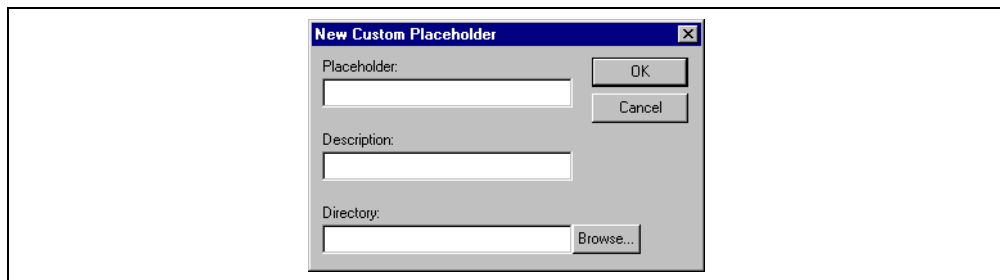 New Custom Placeholder
Placeholder:
OK
Cancel
Description:
Directory:
Browse...